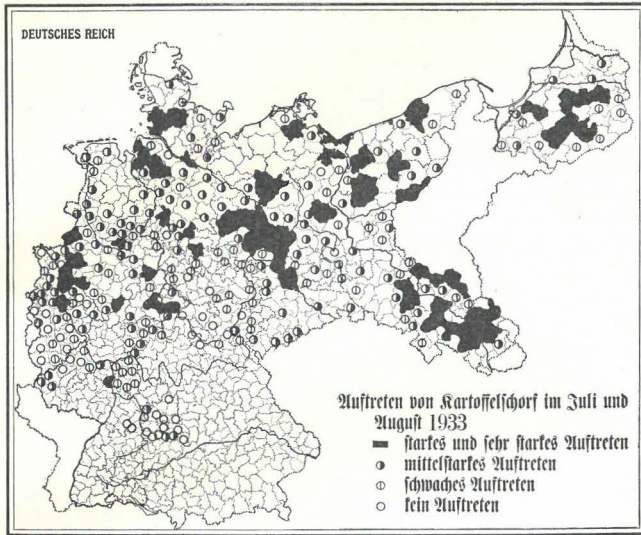 DEUTSCHES REICH
Auftreten von Kartoffelschorf im Juli und
August 1933
ſtarkes und ſehr ſtarkes Auftreten
mittelſtarkes Auftreten
ſchwaches Auftreten
kein Auftreten